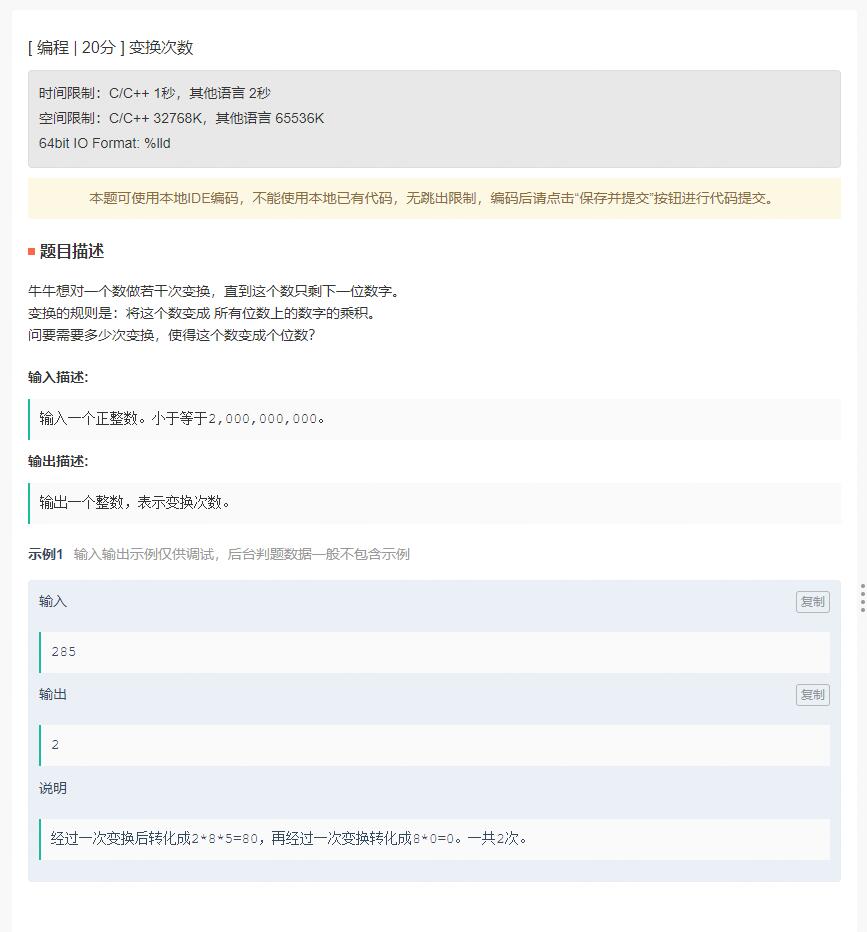 [ 编程 | 20分 ] 变换次数
时间限制：C/C++ 1秒，其他语言 2秒
空间限制：C/C++ 32768K，其他语言 65536K
64bit IO Format: %lld
本题可使用本地IDE编码，不能使用本地已有代码，无跳出限制，编码后请点击“保存并提交”按钮进行代码提交。
题目描述
牛牛想对一个数做若干次变换，直到这个数只剩下一位数字。
变换的规则是：将这个数变成 所有位数上的数字的乘积。
问要需要多少次变换，使得这个数变成个位数?
输入描述:
输入一个正整数。小于等于2,000,000,000。
输出描述:
输出一个整数，表示变换次数。
示例1 输入输出示例仅供调试，后台判题数据一般不包含示例
输入
复制
285
输出
复制
2
说明
经过一次变换后转化成2*8*5=80，再经过一次变换转化成8*0=0。一共2次。